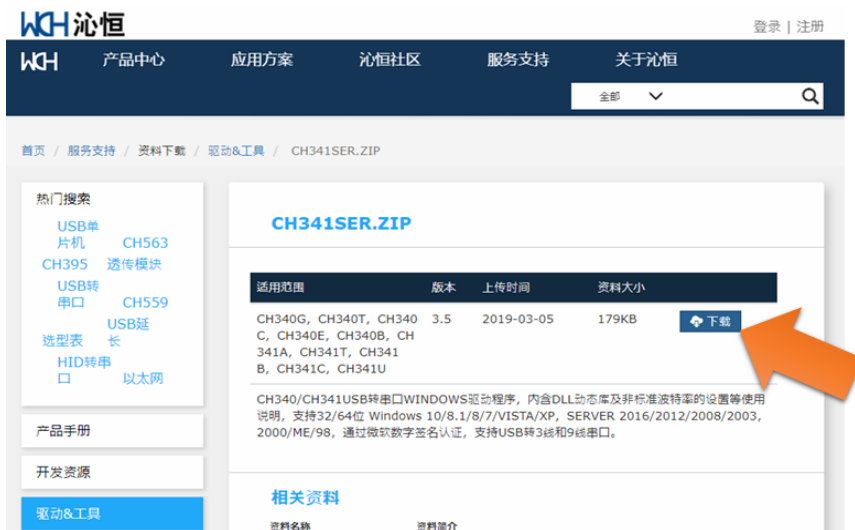 WCH沁恒
登录 | 注册
WCH 产品中心 应用方案 沁恒社区 服务支持 关于沁恒
全部
首页 / 服务支持 / 资料下载 / 驱动&工具 / CH341SER.ZIP
热门搜索
USB单
片机 CH563
CH395 透传模块
USB转
串口 CH559
USB延
选型表 长
HID转串
口 以太网
产品手册
开发资源
驱动&工具
CH341SER.ZIP
适用范围 版本 上传时间 资料大小
CH340G, CH340T, CH340 3.5 2019-03-05 179KB 下载
C, CH340E, CH340B, CH
341A, CH341T, CH341
B, CH341C, CH341U
CH340/CH341USB转串口WINDOWS驱动程序，内含DLL动态库及非标准波特率的设置等使用
说明，支持32/64位 Windows 10/8.1/8/7/VISTA/XP，SERVER 2016/2012/2008/2003,
2000/ME/98，通过微软数字签名认证，支持USB转3线和9线串口。
相关资料
资料名称 资料简介